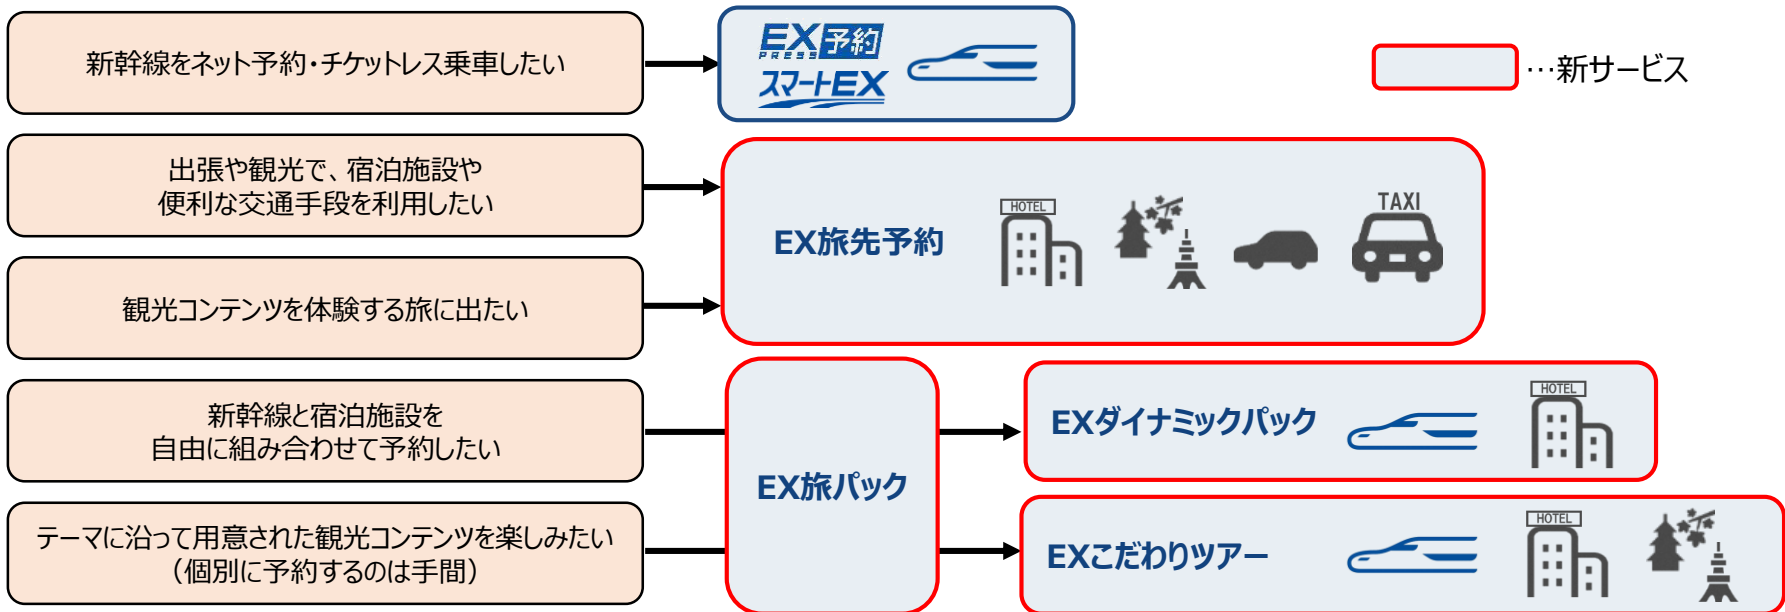 新幹線をネット予約・チケットレス乗車したい
EX予約
PRESS
スマートEX
…新サービス
出張や観光で、宿泊施設や
便利な交通手段を利用したい
観光コンテンツを体験する旅に出たい
EX旅先予約
HOTEL
TAXI
新幹線と宿泊施設を
自由に組み合わせて予約したい
テーマに沿って用意された観光コンテンツを楽しみたい
（個別に予約するのは手間）
EX旅パック
EXダイナミックパック
HOTEL
EXこだわりツアー
HOTEL